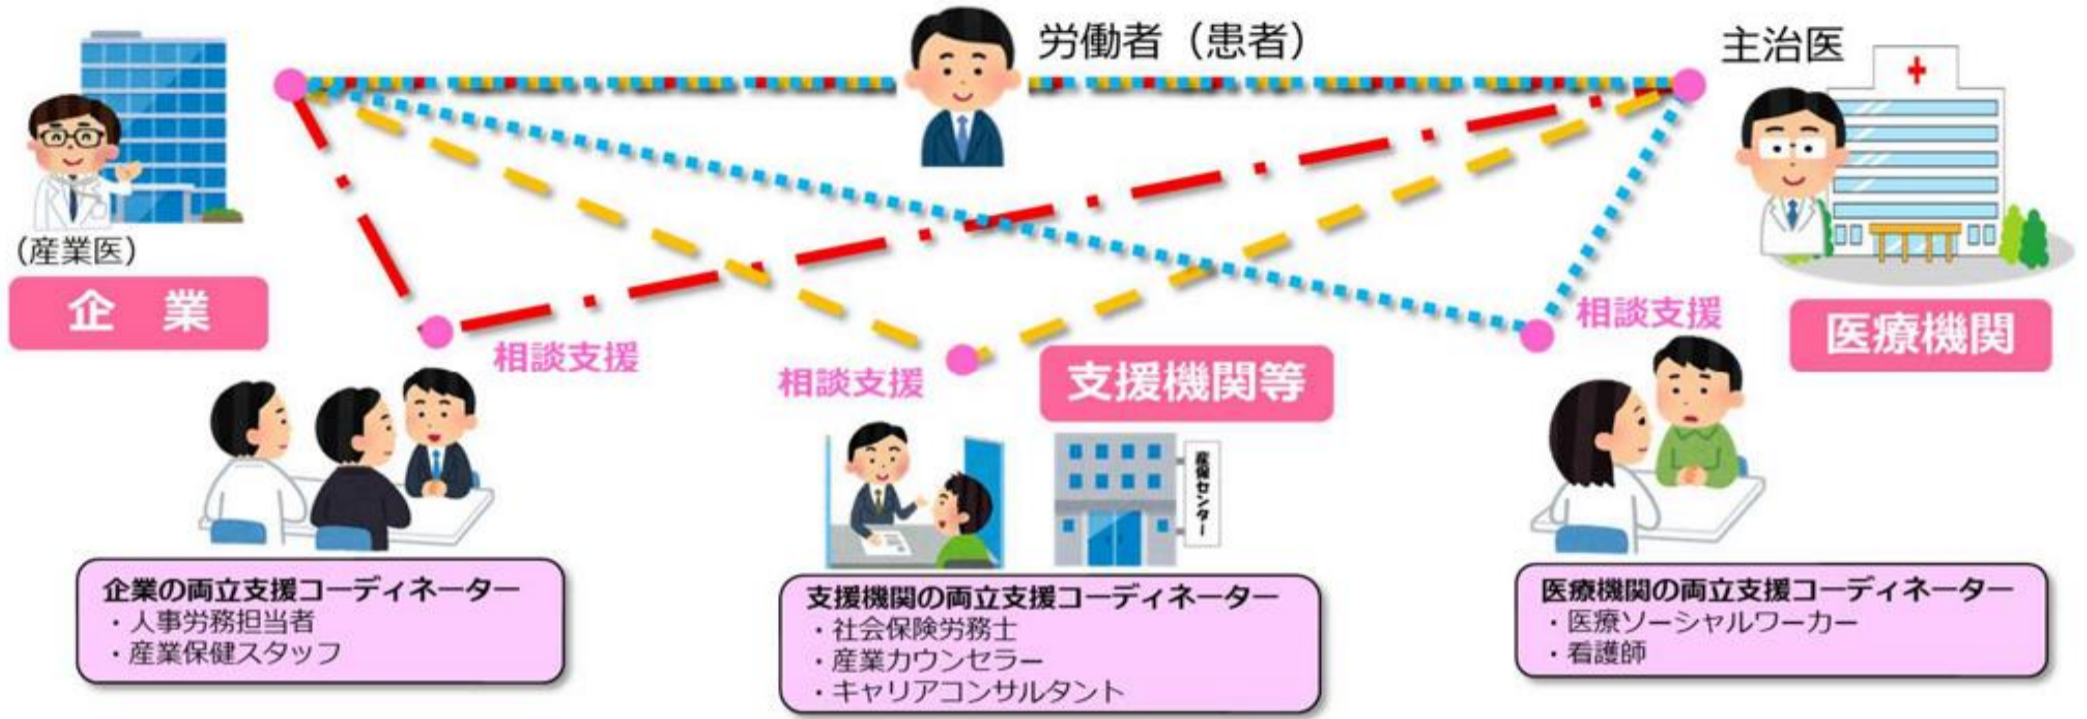 労働者（患者）
主治医
（産業医）
企　業
医療機関
相談支援
相談支援
相談支援
支援機関等
産保センター
企業の両立支援コーディネーター
・人事労務担当者
・産業保健スタッフ
支援機関の両立支援コーディネーター
・社会保険労務士
・産業カウンセラー
・キャリアコンサルタント
医療機関の両立支援コーディネーター
・医療ソーシャルワーカー
・看護師